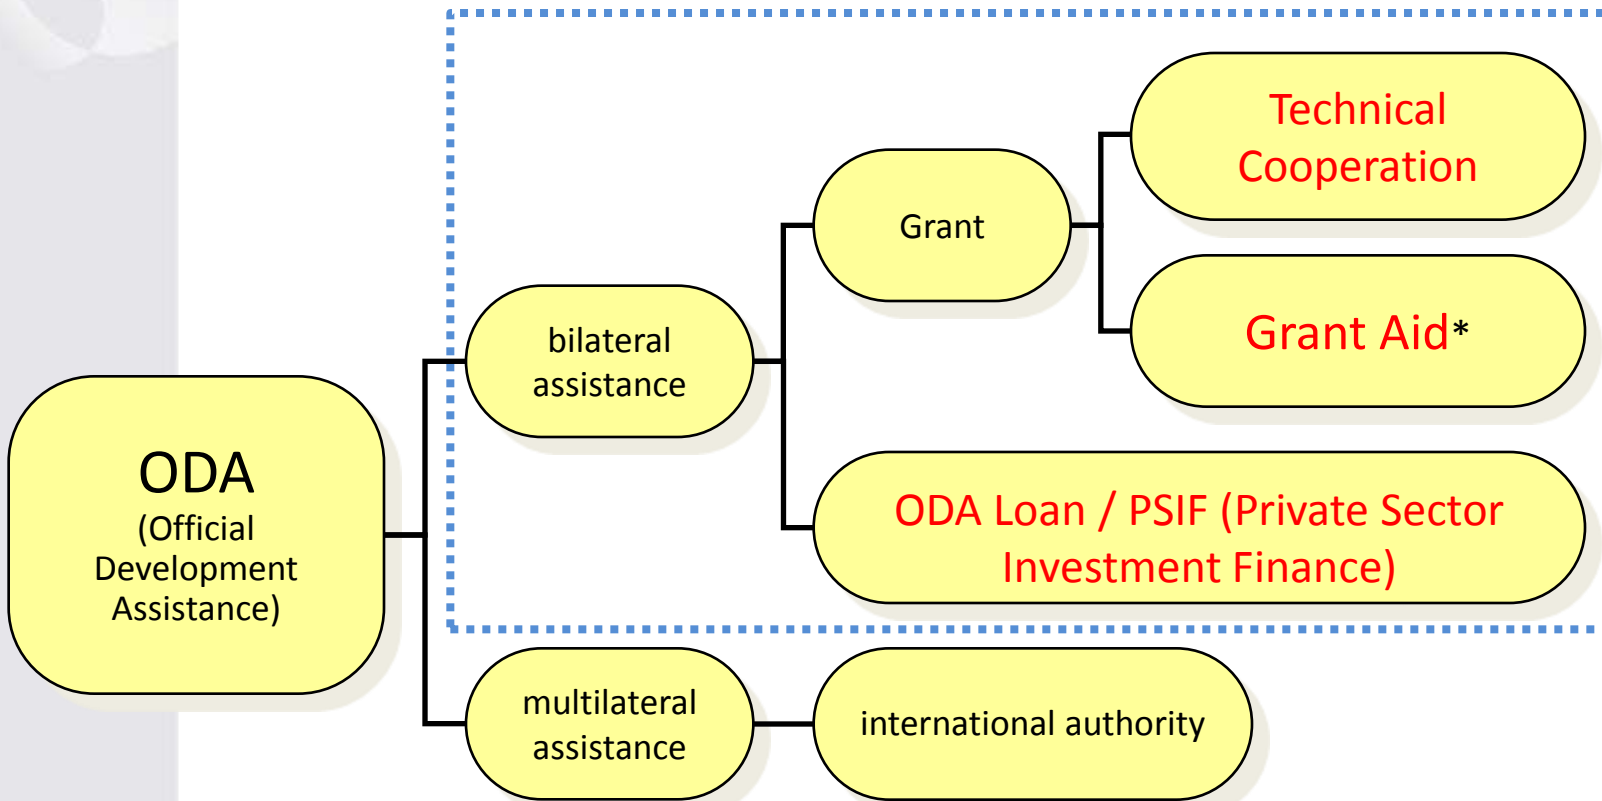 ODA
(Official
Development
Assistance)
bilateral
assistance
Grant
Technical
Cooperation
Grant Aid*
ODA Loan / PSIF (Private Sector
Investment Finance)
multilateral
assistance
international authority